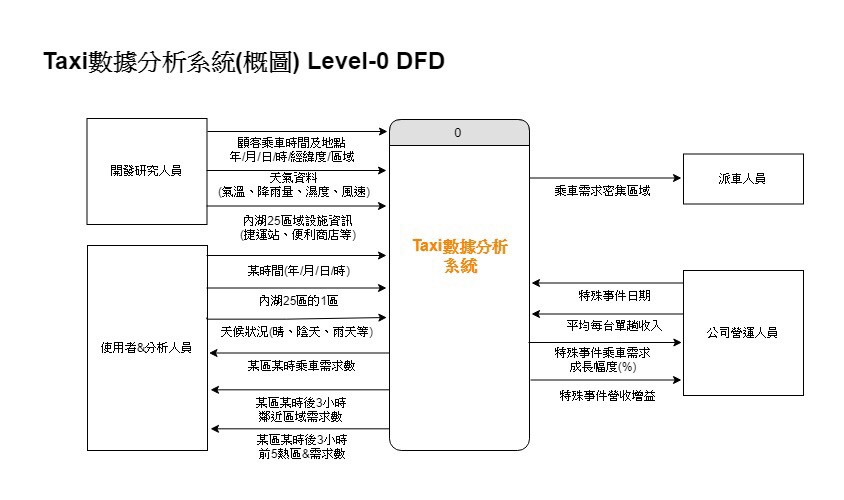 Taxi數據分析系統(概圖) Level-0 DFD
開發研究人員
顧客乘車時間及地點
年/月/日/時/經緯度/區域
天氣資料
(氣溫、降雨量、濕度、風速)
內湖25區域設施資訊
(捷運站、便利商店等)
使用者&分析人員
某時間(年/月/日/時)
內湖25區的1區
天候狀況(晴、陰天、雨天等)
某區某時乘車需求數
某區某時後3小時
鄰近區域需求數
某區某時後3小時
前5熱區&需求數
0
Taxi數據分析
系統
乘車需求密集區域
派車人員
特殊事件日期
平均每台單趟收入
特殊事件乘車需求
成長幅度(%)
特殊事件營收增益
公司營運人員